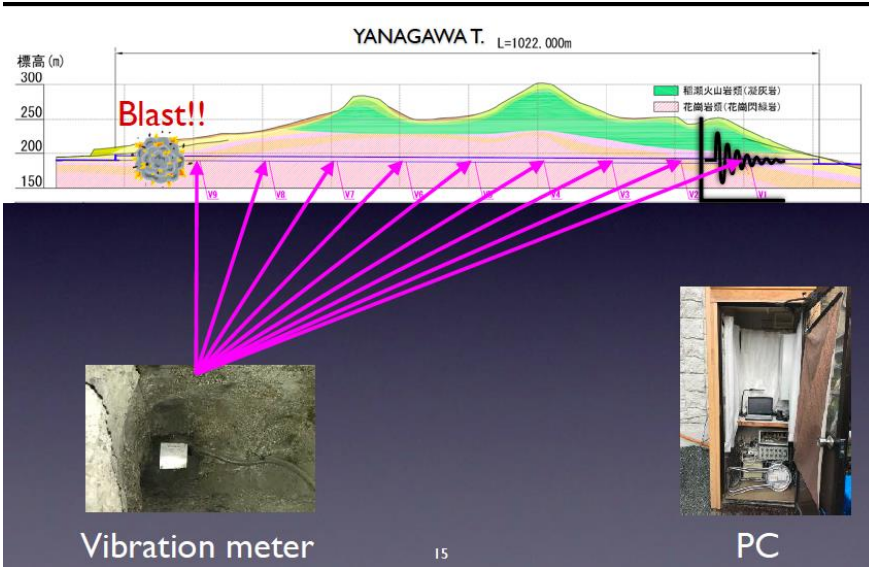 YANAGAWA T. L=1022.000m
標高(m)
300
稲瀬火山岩類(凝灰岩)
花崗岩類(花崗閃緑岩)
250
Blast!!
200
150
V9 V8 V7 V6 V5 V4 V3 V2 V1
Vibration meter
15
PC